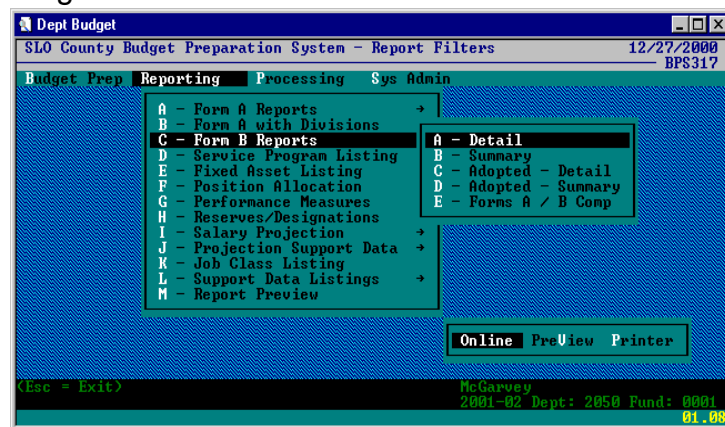 Dept Budget
SLO County Budget Preparation System - Report Filters 12/27/2000
BPS317
Budget Prep Reporting Processing Sys Admin
A - Form A Reports →
B - Form A with Divisions
C - Form B Reports
D - Service Program Listing
E - Fixed Asset Listing
F - Position Allocation
G - Performance Measures
H - Reserves/Designations
I - Salary Projection →
J - Projection Support Data →
K - Job Class Listing
L - Support Data Listings →
M - Report Preview
A - Detail
B - Summary
C - Adopted - Detail
D - Adopted - Summary
E - Forms A / B Comp
Online PreView Printer
(Esc = Exit) McGarvey
2001-02 Dept: 2050 Fund: 0001
01.08